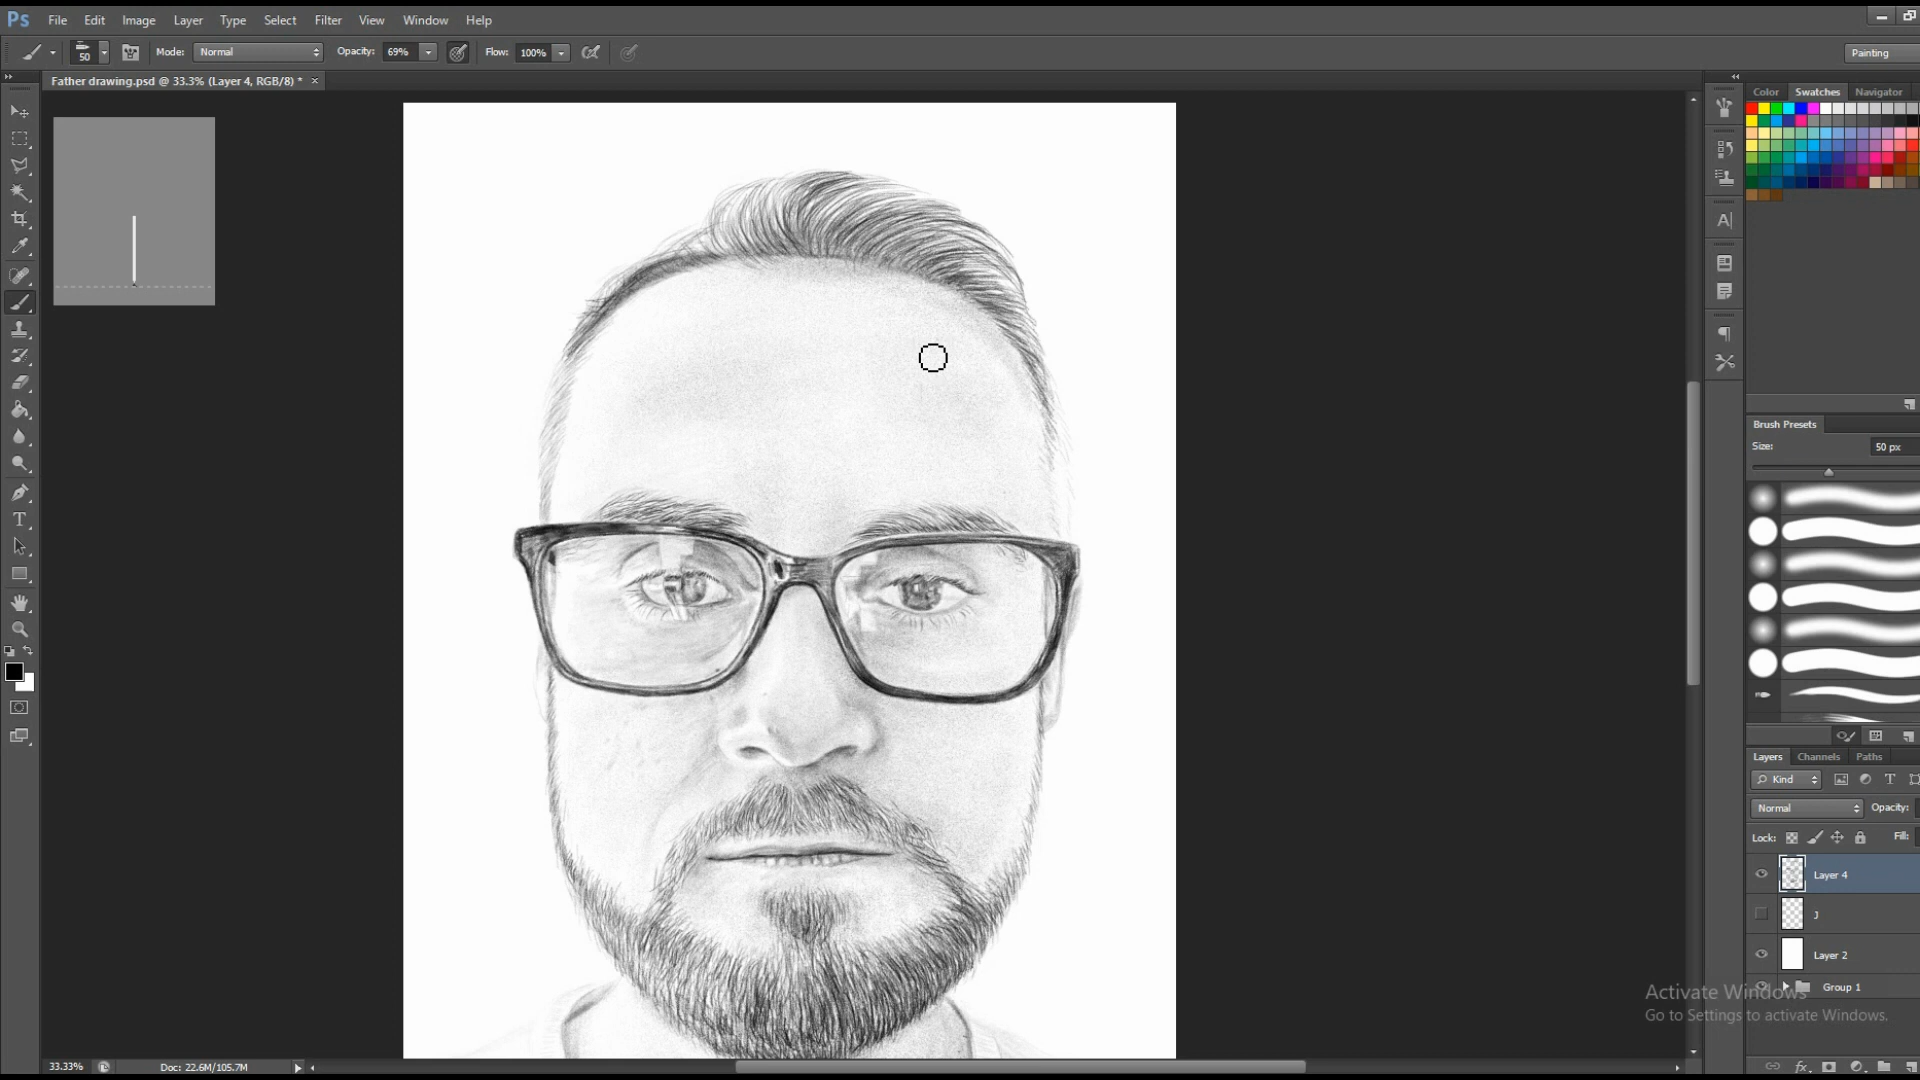 Ps File Edit Image Layer Type Select Filter View Window Help
50 Mode: Normal Opacity: 69% Flow: 100% Painting
Father drawing.psd @ 33.3% (Layer 4, RGB/8) * ×
Color Swatches Navigator
Brush Presets
Size: 50 px
Layers Channels Paths
Kind
Normal Opacity:
Lock: Fill:
Layer 4
J
Layer 2
Group 1
Activate Windows
Go to Settings to activate Windows.
33.33% Doc: 22.6M/105.7M